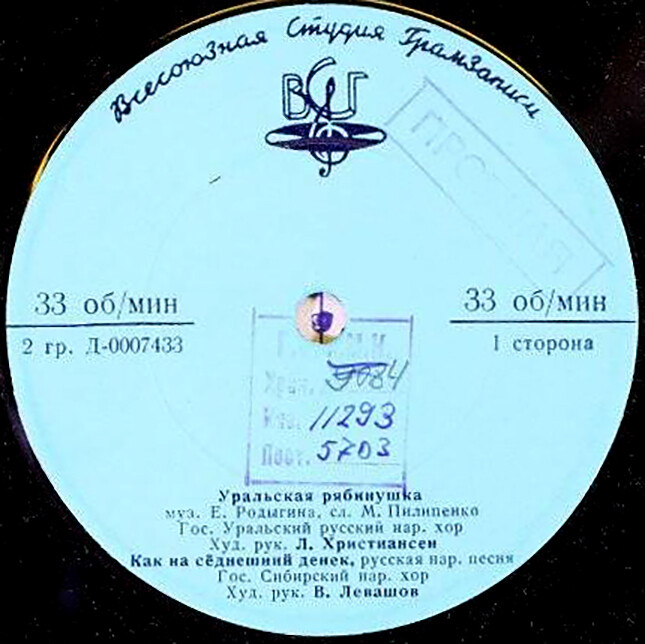 Всесоюзная Студия Грамзаписи
ВСГ
33 об/мин
33 об/мин
2 гр. Д-0007433
1 сторона
9084
11293
Пост. 5703
Уральская рябинушка
муз. Е. Родыгина, сл. М. Пилипенко
Гос. Уральский русский нар. хор
Худ. рук. Л. Христиансен
Как на сёднешний денек, русская нар. песня
Гос. Сибирский нар. хор
Худ. рук. В. Левашов